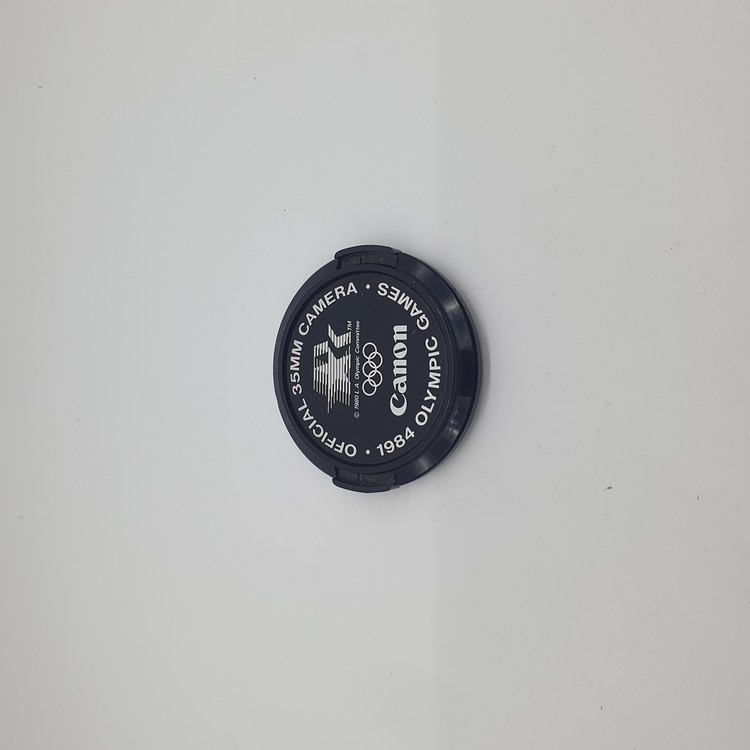 OFFICIAL 35MM CAMERA
TM
© 1980 L.A. Olympic Committee
Canon
· 1984 OLYMPIC GAMES ·